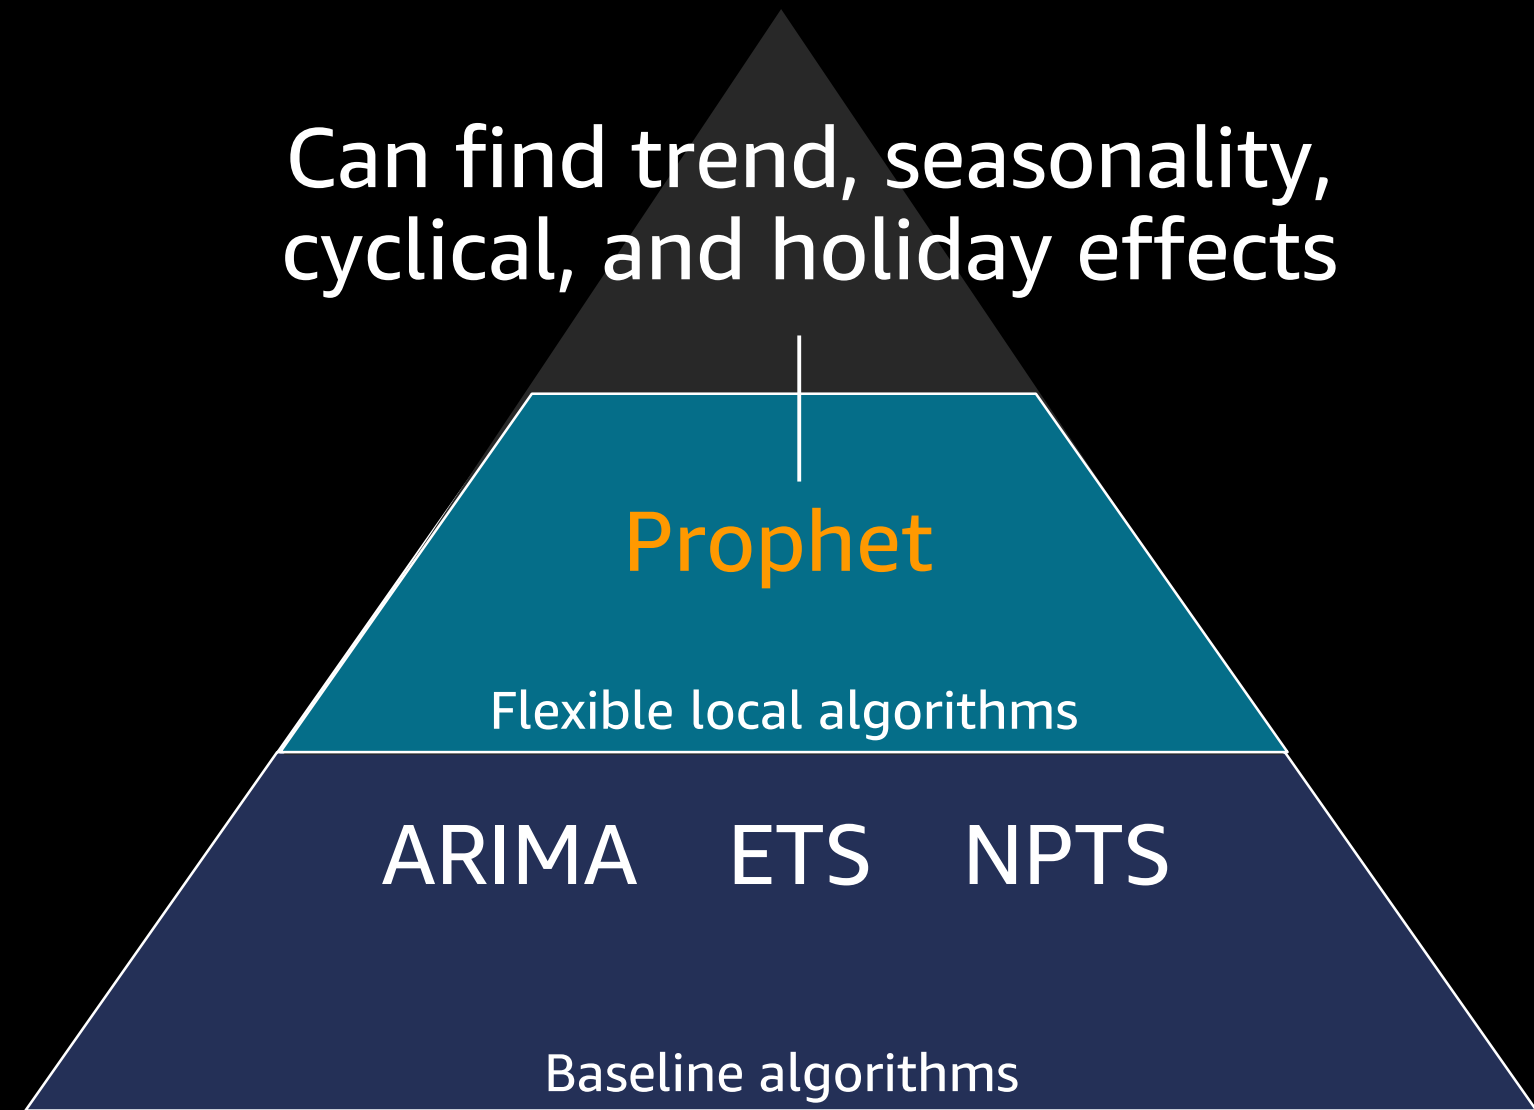 Can find trend, seasonality,
cyclical, and holiday effects
Prophet
Flexible local algorithms
ARIMA ETS NPTS
Baseline algorithms